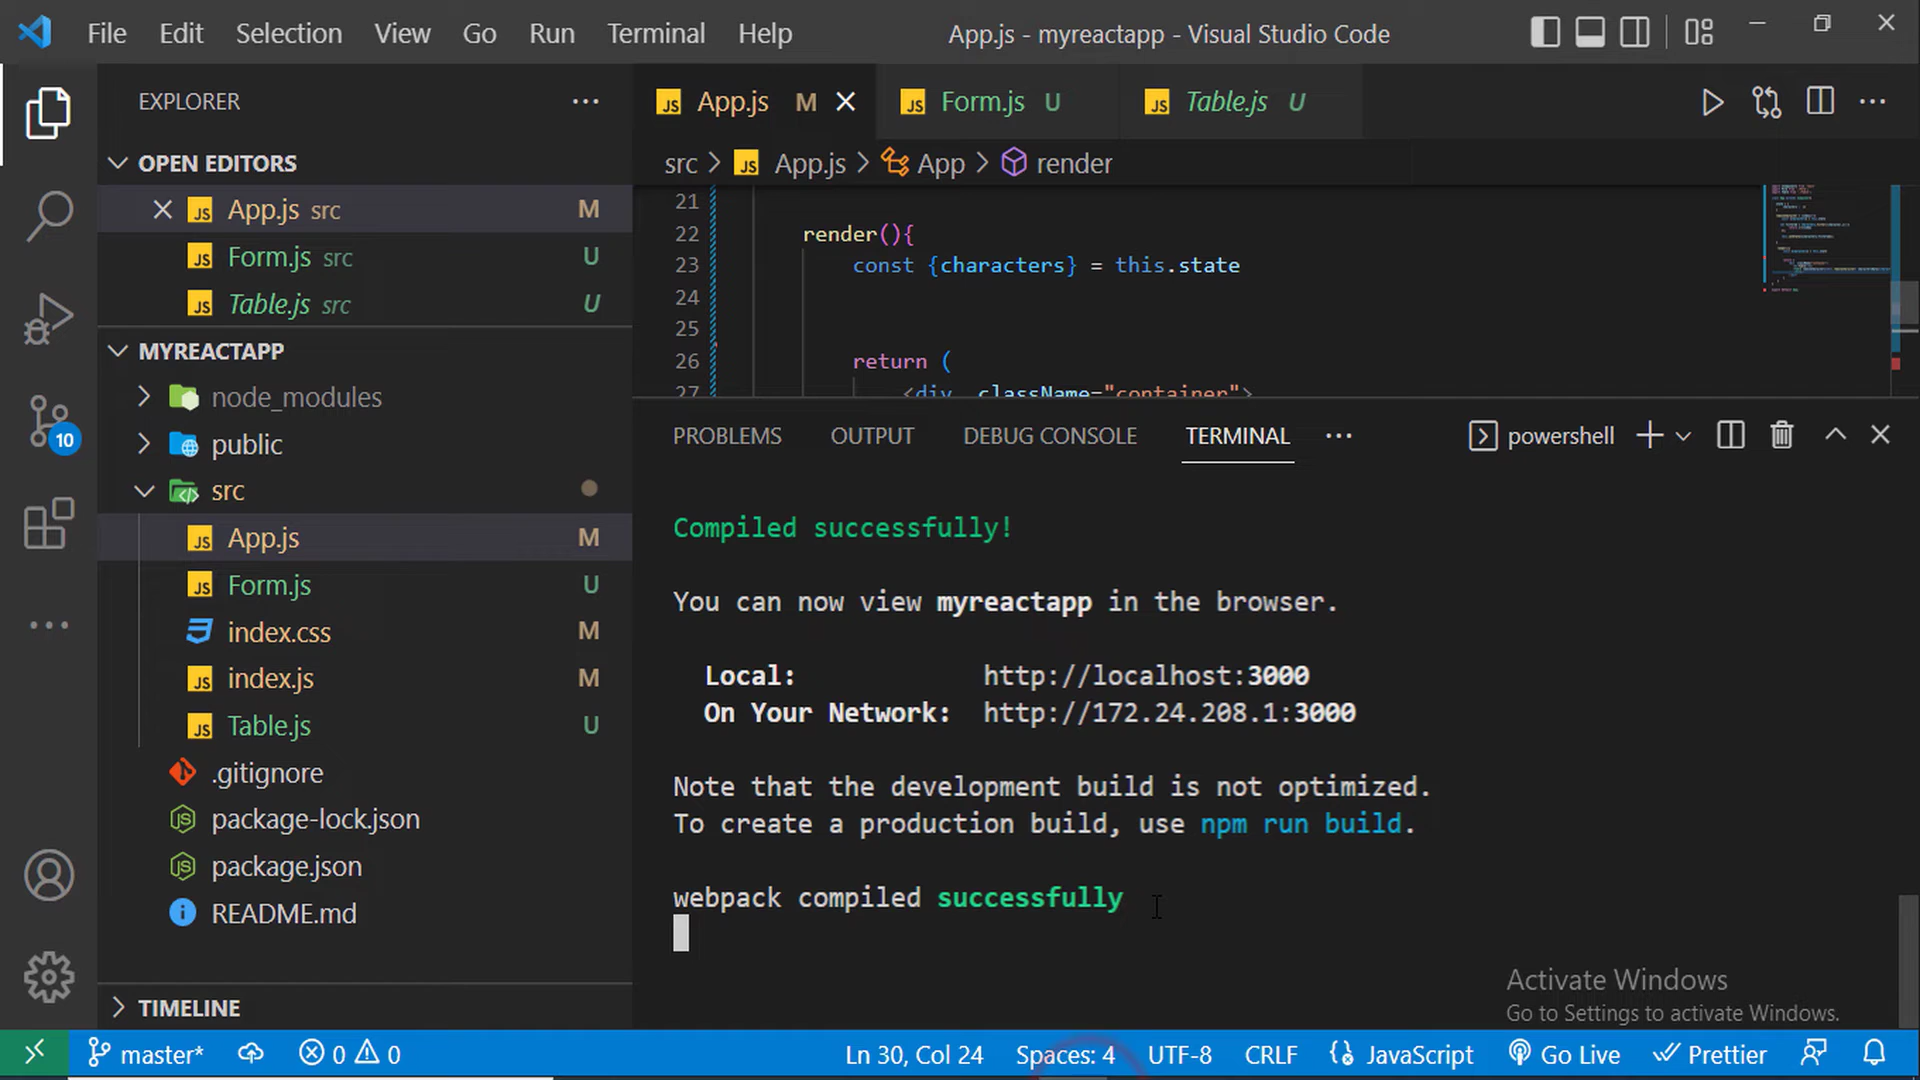 File Edit Selection View Go Run Terminal Help App.js - myreactapp - Visual Studio Code
EXPLORER
OPEN EDITORS
App.js src M
Form.js src U
Table.js src U
MYREACTAPP
node_modules
public
src
App.js M
Form.js U
index.css M
index.js M
Table.js U
.gitignore
package-lock.json
package.json
README.md
TIMELINE
10
App.js M
Form.js U
Table.js U
src > App.js > App > render
21
22 render(){
23 const {characters} = this.state
24
25
26 return (
27 <div className="container">
PROBLEMS OUTPUT DEBUG CONSOLE TERMINAL powershell
Compiled successfully!
You can now view myreactapp in the browser.
Local: http://localhost:3000
On Your Network: http://172.24.208.1:3000
Note that the development build is not optimized.
To create a production build, use npm run build.
webpack compiled successfully
Activate Windows
Go to Settings to activate Windows.
master* 0 0 Ln 30, Col 24 Spaces: 4 UTF-8 CRLF JavaScript Go Live Prettier